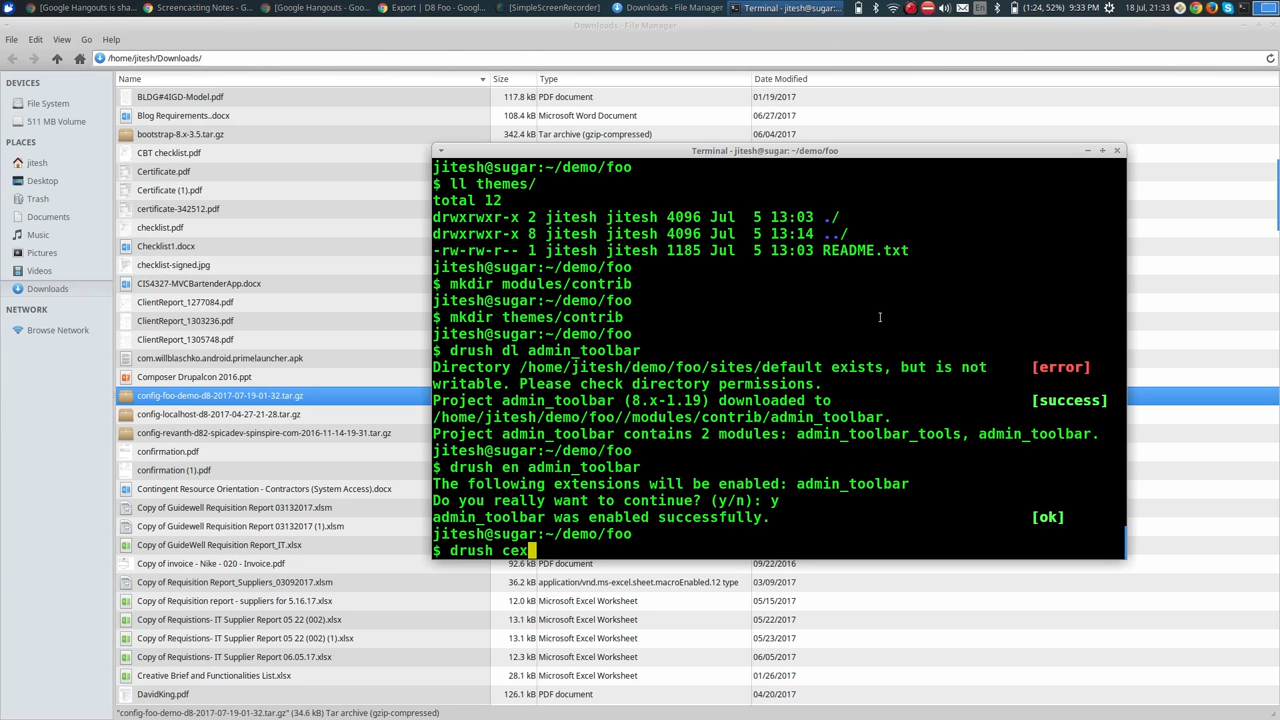 [Google Hangouts is sha...
Screencasting Notes - G...
[Google Hangouts - Goog...
Export | D8 Foo - Googl...
[SimpleScreenRecorder]
Downloads - File Manager
Terminal - jitesh@sugar:...
En
(1:24, 52%)
9:33 PM
18 Jul, 21:33
Downloads - File Manager
File Edit View Go Help
/home/jitesh/Downloads/
DEVICES
File System
511 MB Volume
PLACES
jitesh
Desktop
Trash
Documents
Music
Pictures
Videos
Downloads
NETWORK
Browse Network
Name Size Type Date Modified
BLDG#4IGD-Model.pdf 117.8 kB PDF document 01/19/2017
Blog Requirements..docx 108.4 kB Microsoft Word Document 06/27/2017
bootstrap-8.x-3.5.tar.gz 342.4 kB Tar archive (gzip-compressed) 06/04/2017
CBT checklist.pdf
Certificate.pdf
Certificate (1).pdf
certificate-342512.pdf
checklist.pdf
Checklist1.docx
checklist-signed.jpg
CIS4327-MVCBartenderApp.docx
ClientReport_1277084.pdf
ClientReport_1303236.pdf
ClientReport_1305748.pdf
com.willblaschko.android.primelauncher.apk
Composer Drupalcon 2016.ppt
config-foo-demo-d8-2017-07-19-01-32.tar.gz
config-localhost-d8-2017-04-27-21-28.tar.gz
config-revanth-d82-spicadev-spinspire-com-2016-11-14-19-31.tar.gz
confirmation.pdf
confirmation (1).pdf
Contingent Resource Orientation - Contractors (System Access).docx
Copy of Guidewell Requisition Report 03132017.xlsm
Copy of Guidewell Requisition Report 03132017 (1).xlsm
Copy of GuideWell Requisition Report_IT.xlsm
Copy of invoice - Nike - 020 - Invoice.pdf 92.6 kB PDF document 09/22/2016
Copy of Requisition Report_Suppliers_03092017.xlsm 36.2 kB application/vnd.ms-excel.sheet.macroEnabled.12 type 03/09/2017
Copy of Requisition report - suppliers for 5.16.17.xlsx 12.0 kB Microsoft Excel Worksheet 05/15/2017
Copy of Requistions- IT Supplier Report 05 22 (002).xlsx 13.1 kB Microsoft Excel Worksheet 05/22/2017
Copy of Requistions- IT Supplier Report 05 22 (002) (1).xlsx 13.1 kB Microsoft Excel Worksheet 05/23/2017
Copy of Requistions- IT Supplier Report 06.05.17.xlsx 12.3 kB Microsoft Excel Worksheet 06/05/2017
Creative Brief and Functionalities List.xlsx 28.1 kB Microsoft Excel Worksheet 01/26/2017
DavidKing.pdf 126.1 kB PDF document 04/20/2017
"config-foo-demo-d8-2017-07-19-01-32.tar.gz" (34.6 kB) Tar archive (gzip-compressed)
Terminal - jitesh@sugar: ~/demo/foo
jitesh@sugar:~/demo/foo
$ ll themes/
total 12
drwxrwxr-x 2 jitesh jitesh 4096 Jul  5 13:03 ./
drwxrwxr-x 8 jitesh jitesh 4096 Jul  5 13:14 ../
-rw-rw-r-- 1 jitesh jitesh 1185 Jul  5 13:03 README.txt
jitesh@sugar:~/demo/foo
$ mkdir modules/contrib
jitesh@sugar:~/demo/foo
$ mkdir themes/contrib
jitesh@sugar:~/demo/foo
$ drush dl admin_toolbar
Directory /home/jitesh/demo/foo/sites/default exists, but is not [error]
writable. Please check directory permissions.
Project admin_toolbar (8.x-1.19) downloaded to [success]
/home/jitesh/demo/foo//modules/contrib/admin_toolbar.
Project admin_toolbar contains 2 modules: admin_toolbar_tools, admin_toolbar.
jitesh@sugar:~/demo/foo
$ drush en admin_toolbar
The following extensions will be enabled: admin_toolbar
Do you really want to continue? (y/n): y
admin_toolbar was enabled successfully. [ok]
jitesh@sugar:~/demo/foo
$ drush cex